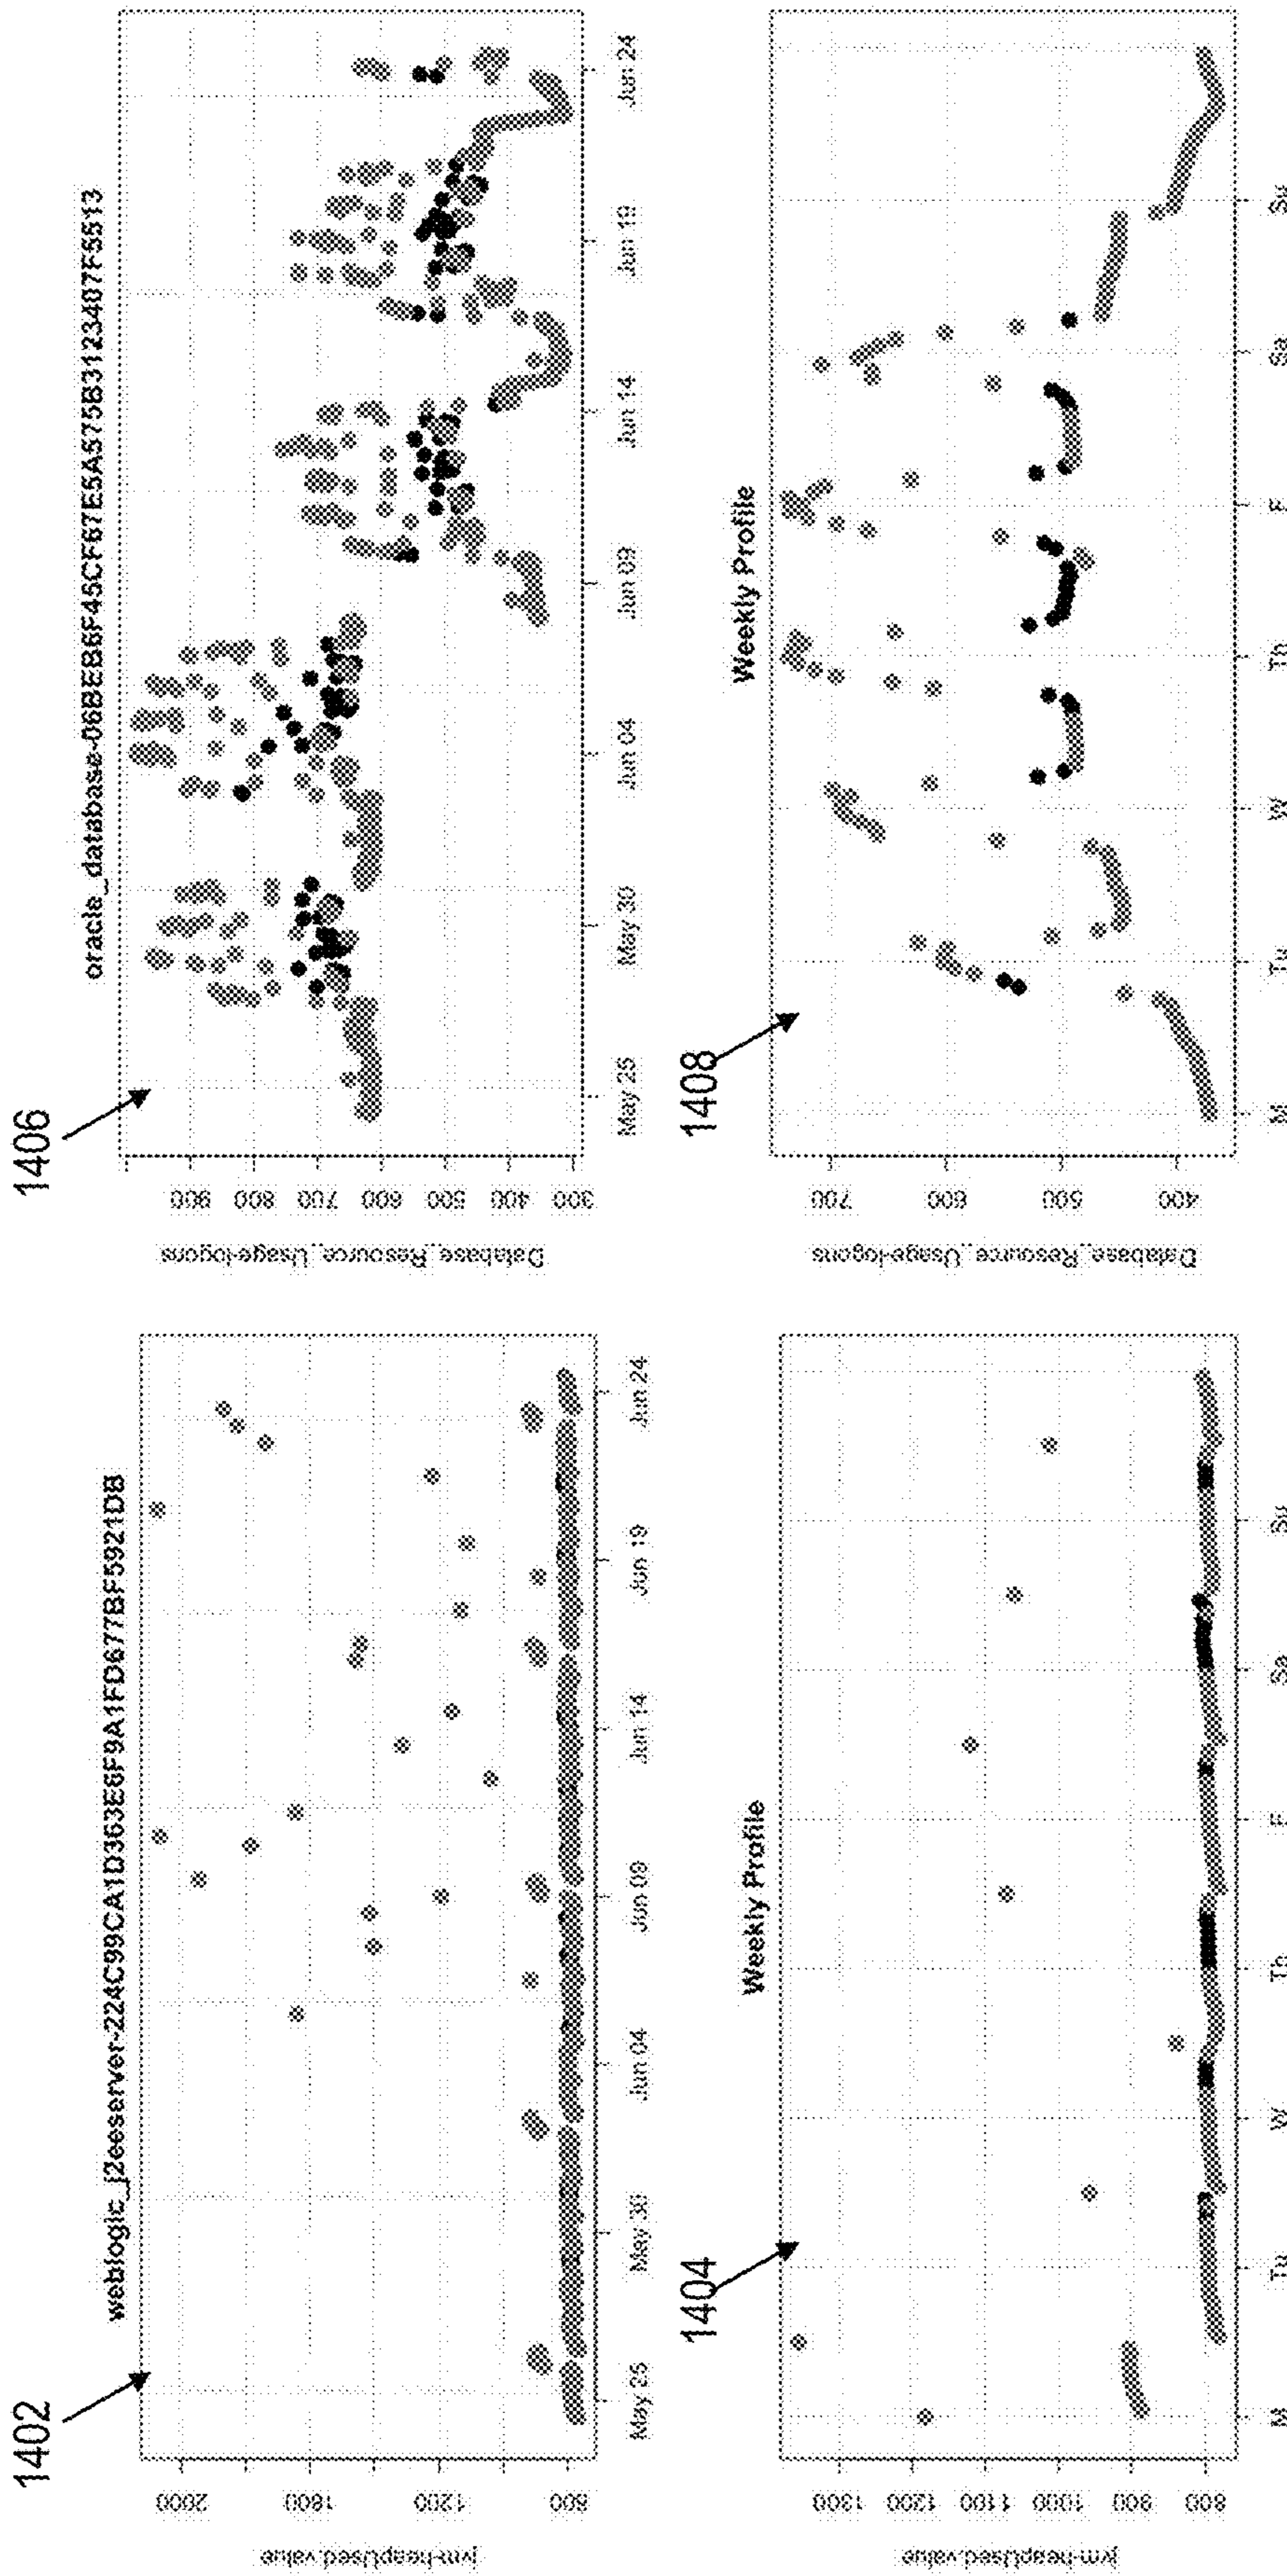 1402
weblogic_j2eeserver-224C99CA1D363E6F9A1FD677BF5921DB
jvm-heapUsed.value
2000
1600
1200
800
May 25
May 30
Jun 04
Jun 09
Jun 14
Jun 19
Jun 24
1404
Weekly Profile
jvm-heapUsed.value
1300
1200
1100
1000
900
800
M
Tu
W
Th
F
Sa
Su
1406
oracle_database-06BEB6F45CF67E5A575B3123407F5513
Database_Resource_Usage-logons
900
800
700
600
500
400
300
May 25
May 30
Jun 04
Jun 09
Jun 14
Jun 19
Jun 24
1408
Weekly Profile
Database_Resource_Usage-logons
700
600
500
400
M
Tu
W
Th
F
Sa
Su